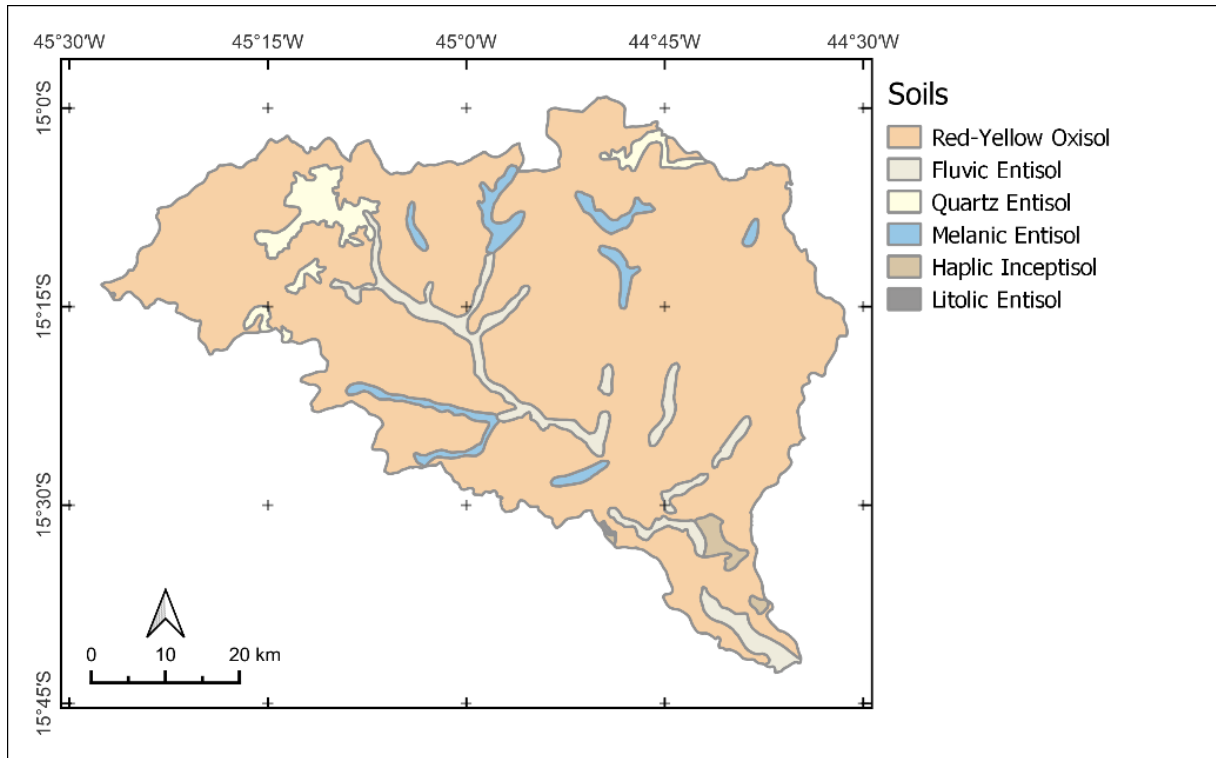 45°30'W 45°15'W 45°0'W 44°45'W 44°30'W
15°0'S
15°15'S
15°30'S
15°45'S
Soils
Red-Yellow Oxisol
Fluvic Entisol
Quartz Entisol
Melanic Entisol
Haplic Inceptisol
Litolic Entisol
0 10 20 km